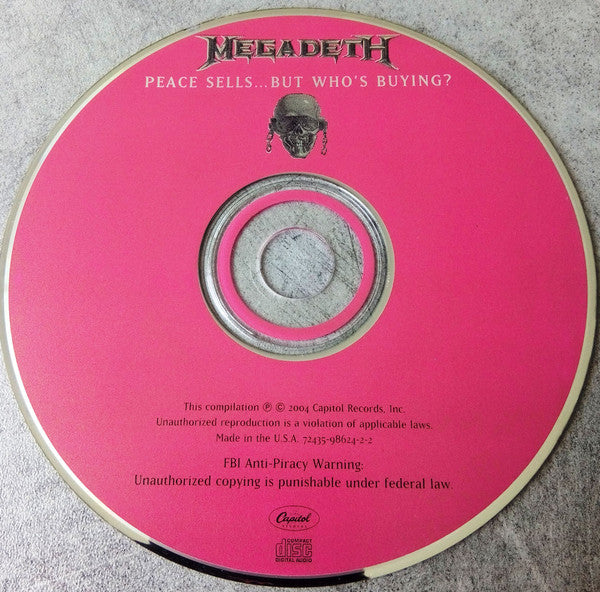 MEGADETH
PEACE SELLS...BUT WHO'S BUYING?
This compilation ℗ © 2004 Capitol Records, Inc.
Unauthorized reproduction is a violation of applicable laws.
Made in the U.S.A. 72435-98624-2-2
FBI Anti-Piracy Warning:
Unauthorized copying is punishable under federal law.
Capitol
RECORDS
COMPACT
disc
DIGITAL AUDIO